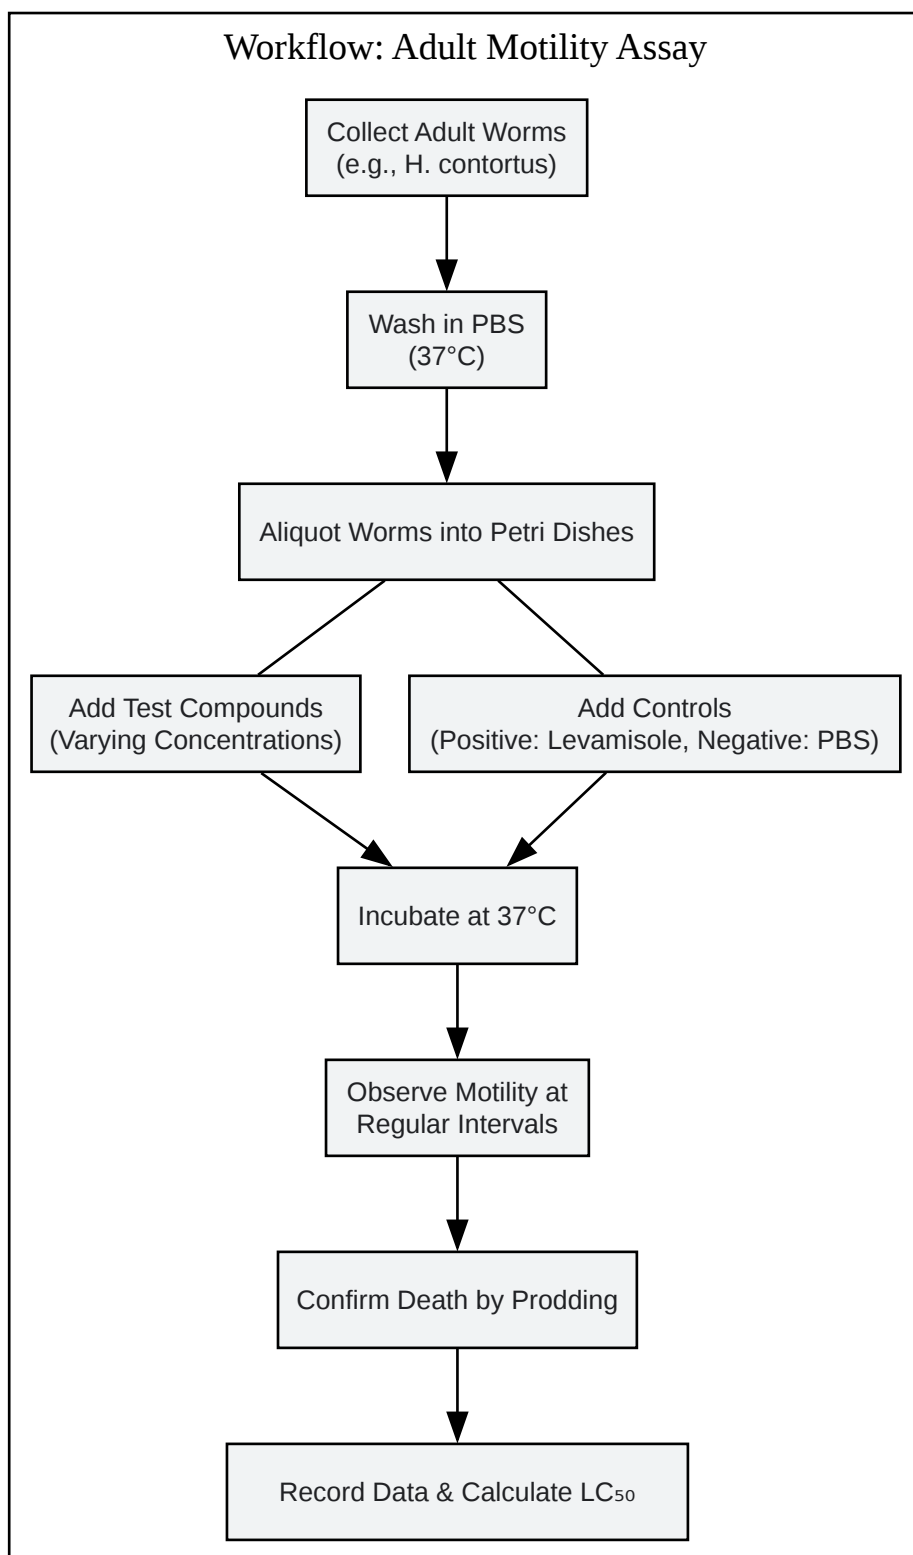 Workflow: Adult Motility Assay
Collect Adult Worms
(e.g., H. contortus)
Wash in PBS
(37°C)
Aliquot Worms into Petri Dishes
Add Test Compounds
(Varying Concentrations)
Add Controls
(Positive: Levamisole, Negative: PBS)
Incubate at 37°C
Observe Motility at
Regular Intervals
Confirm Death by Prodding
Record Data & Calculate LC₅₀